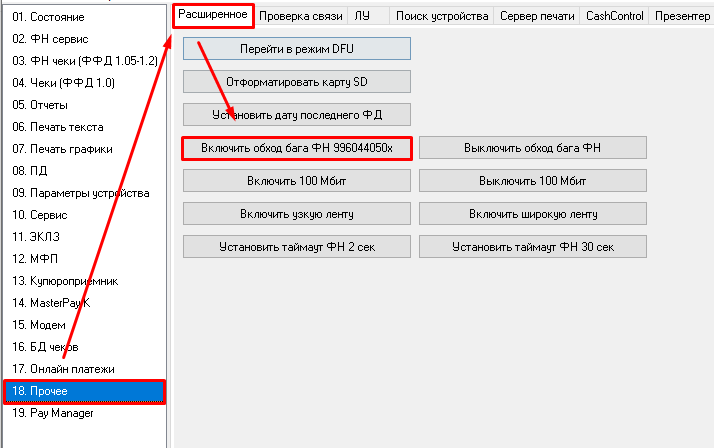 01. Состояние
02. ФН сервис
03. ФН чеки (ФФД 1.05-1.2)
04. Чеки (ФФД 1.0)
05. Отчеты
06. Печать текста
07. Печать графики
08. ПД
09. Параметры устройства
10. Сервис
11. ЭКЛЗ
12. МФП
13. Купюроприемник
14. MasterPay K
15. Модем
16. БД чеков
17. Онлайн платежи
18. Прочее
19. Pay Manager
Расширенное Проверка связи ЛУ Поиск устройства Сервер печати CashControl Презентер
Перейти в режим DFU
Отформатировать карту SD
Установить дату последнего ФД
Включить обход бага ФН 996044050x Выключить обход бага ФН
Включить 100 Мбит Выключить 100 Мбит
Включить узкую ленту Включить широкую ленту
Установить таймаут ФН 2 сек Установить таймаут ФН 30 сек